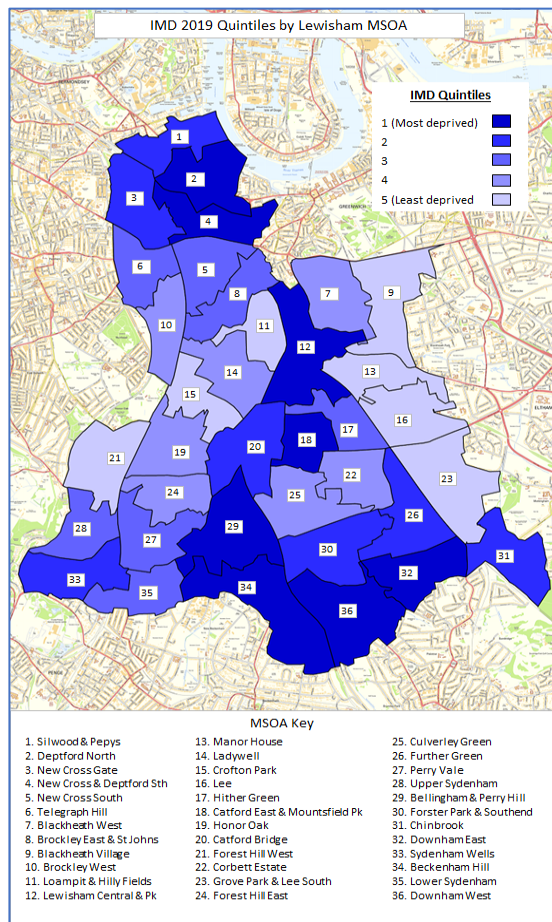 IMD 2019 Quintiles by Lewisham MSOA
IMD Quintiles
1 (Most deprived)
2
3
4
5 (Least deprived
GREENWICH
1
2
3
4
6
5
8
7
9
10
11
12
13
14
15
16
17
18
19
20
21
22
23
24
25
26
27
28
29
30
31
32
33
34
35
36
MSOA Key
1. Silwood & Pepys
2. Deptford North
3. New Cross Gate
4. New Cross & Deptford Sth
5. New Cross South
6. Telegraph Hill
7. Blackheath West
8. Brockley East & St Johns
9. Blackheath Village
10. Brockley West
11. Loampit & Hilly Fields
12. Lewisham Central & Pk
13. Manor House
14. Ladywell
15. Crofton Park
16. Lee
17. Hither Green
18. Catford East & Mountsfield Pk
19. Honor Oak
20. Catford Bridge
21. Forest Hill West
22. Corbett Estate
23. Grove Park & Lee South
24. Forest Hill East
25. Culverley Green
26. Further Green
27. Perry Vale
28. Upper Sydenham
29. Bellingham & Perry Hill
30. Forster Park & Southend
31. Chinbrook
32. Downham East
33. Sydenham Wells
34. Beckenham Hill
35. Lower Sydenham
36. Downham West